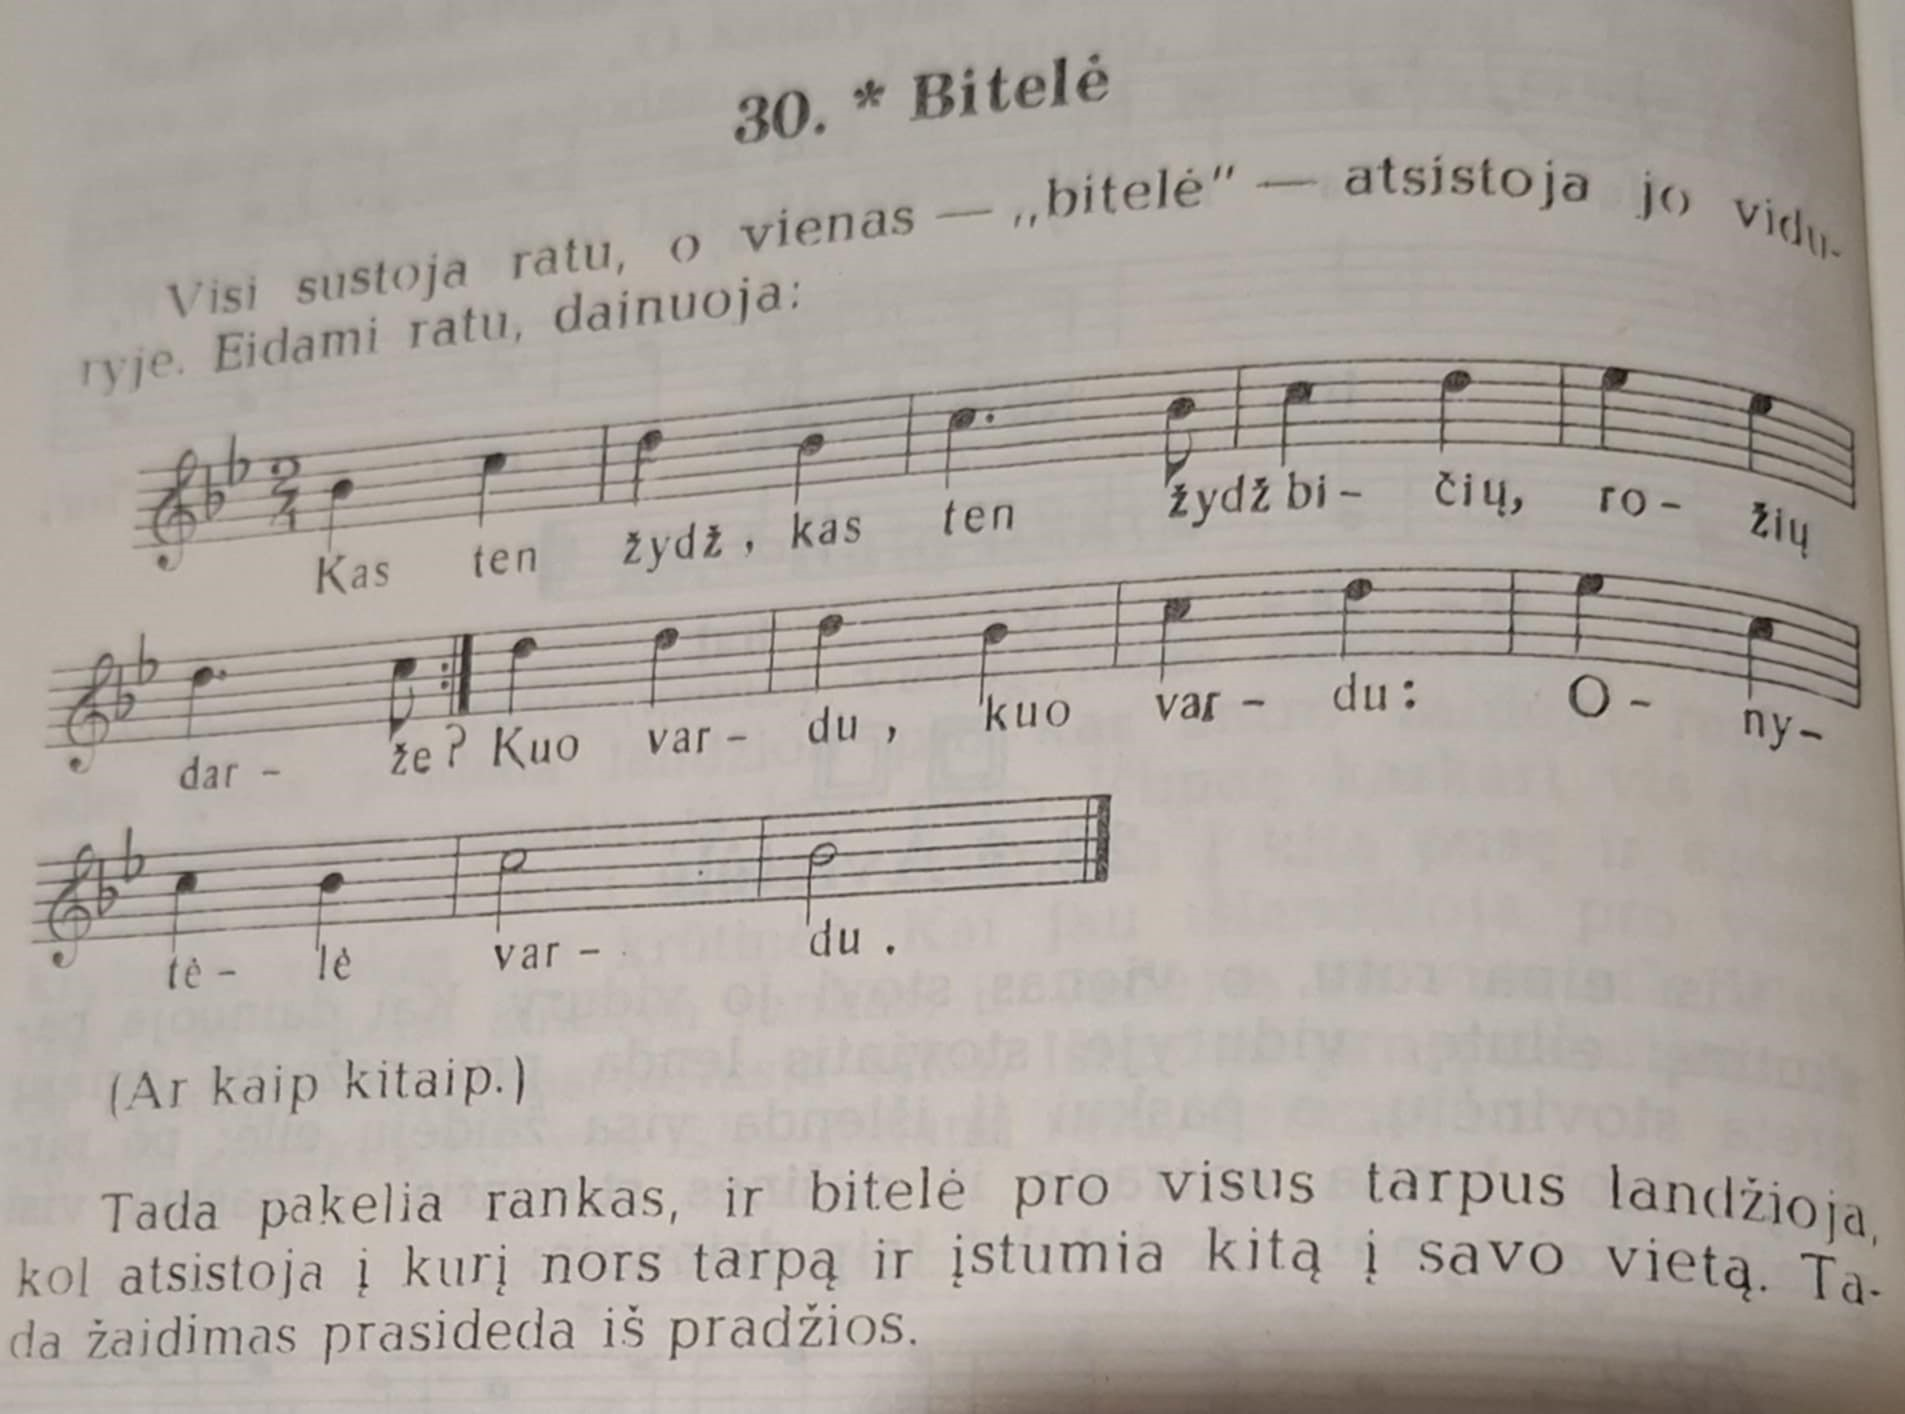 30. * Bitelė
Visi sustoja ratu, o vienas — „bitelė" — atsistoja jo vidu-
ryje. Eidami ratu, dainuoja:
2
4
Kas ten žydž, kas ten žydž bi - čių, ro - žių
dar - že? Kuo var - du, kuo var - du: O - ny -
tė - lė var - du.
(Ar kaip kitaip.)
Tada pakelia rankas, ir bitelė pro visus tarpus landžioja,
kol atsistoja į kurį nors tarpą ir įstumia kitą į savo vietą. Ta-
da žaidimas prasideda iš pradžios.